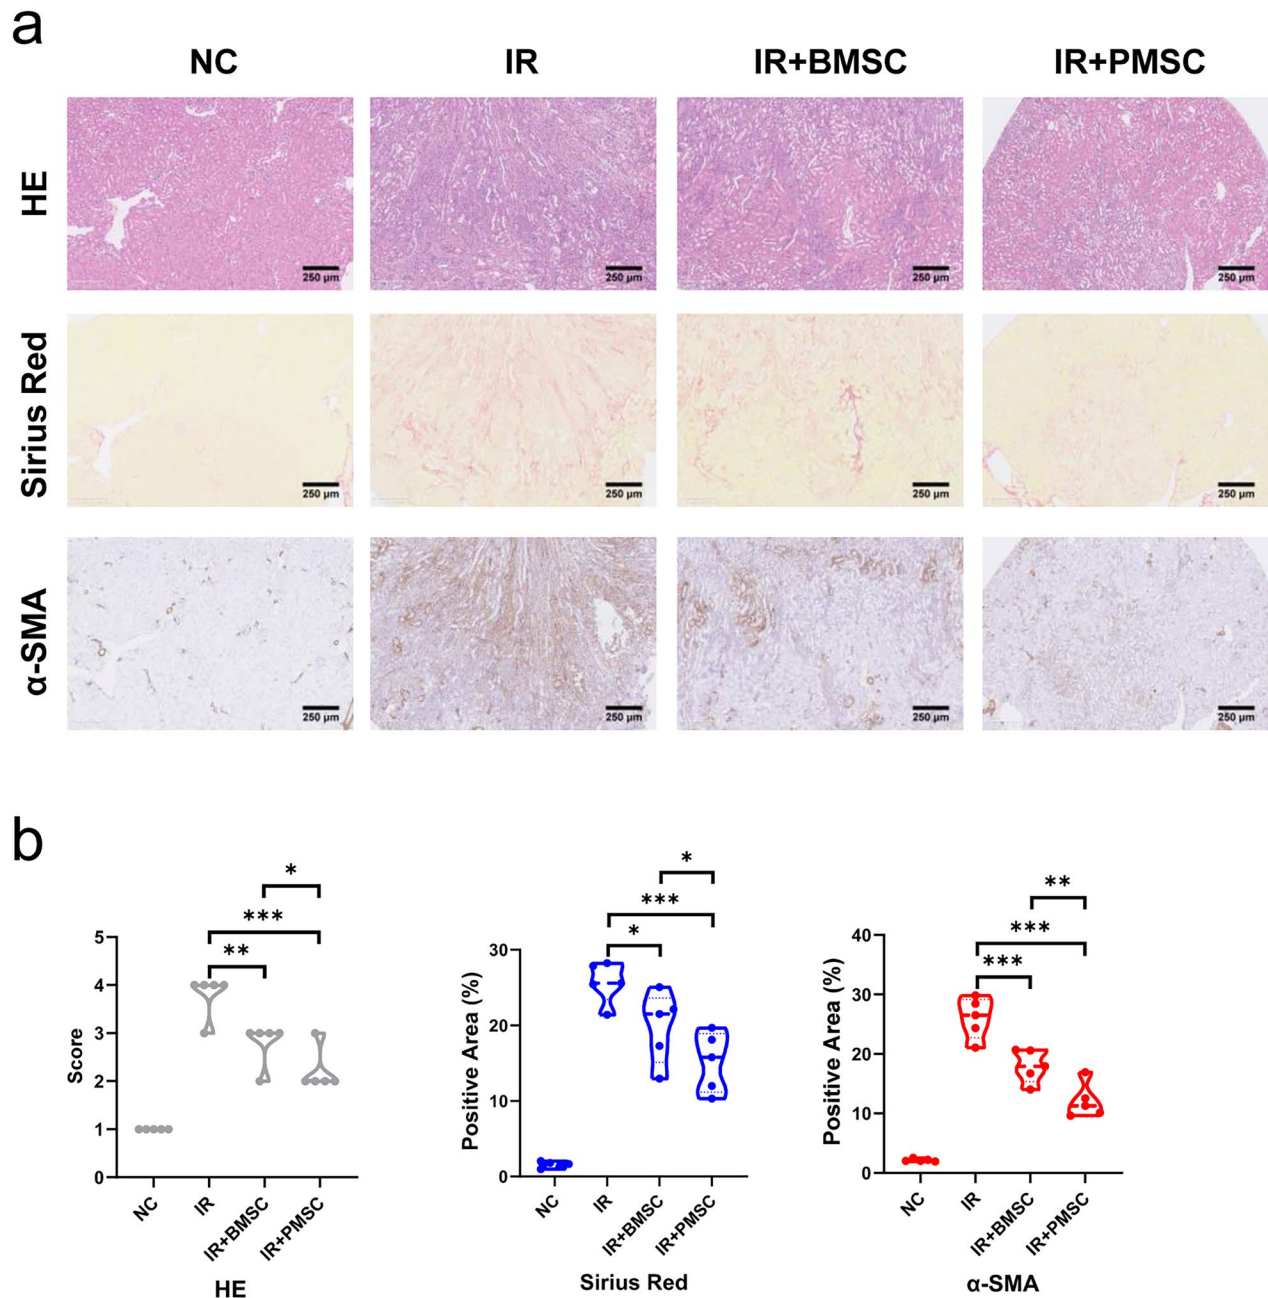 a
NC
IR
IR+BMSC
IR+PMSC
HE
250 μm
250 μm
250 μm
250 μm
Sirius Red
250 μm
250 μm
250 μm
250 μm
α-SMA
250 μm
250 μm
250 μm
250 μm
b
*
***
**
5
4
3
2
1
0
Score
NC
IR
IR+BMSC
IR+PMSC
HE
*
***
*
30
20
10
0
Positive Area (%)
NC
IR
IR+BMSC
IR+PMSC
Sirius Red
**
***
***
40
30
20
10
0
Positive Area (%)
NC
IR
IR+BMSC
IR+PMSC
α-SMA